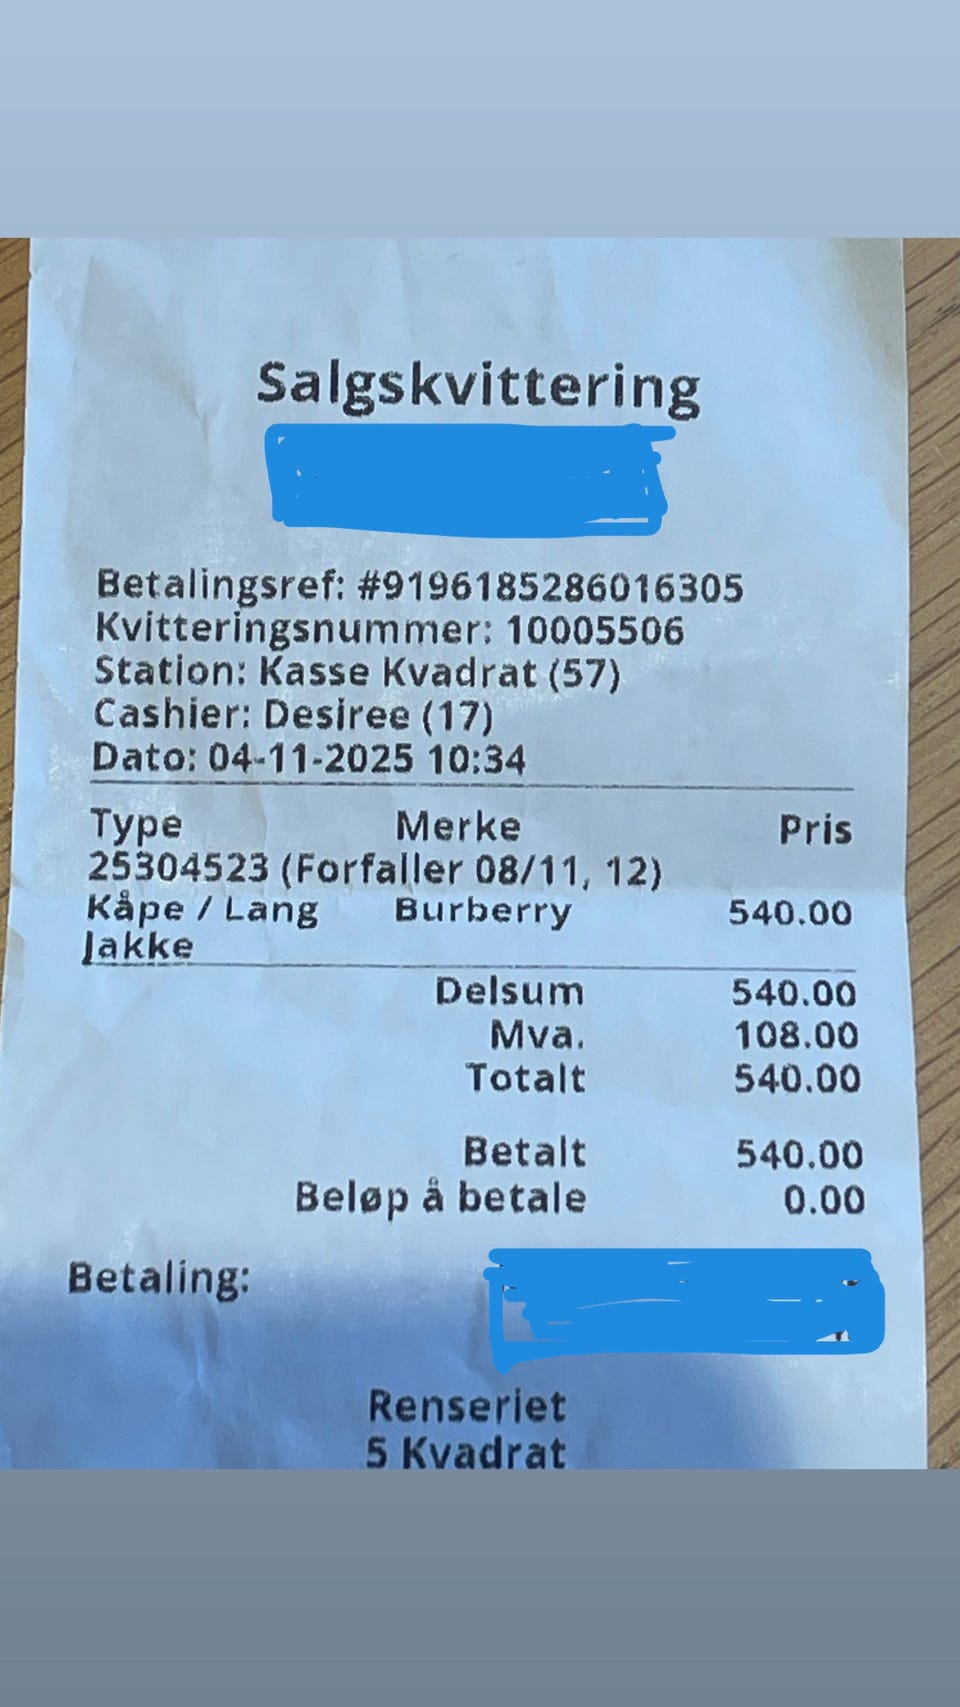 Salgskvittering
Betalingsref: #9196185286016305
Kvitteringsnummer: 10005506
Station: Kasse Kvadrat (57)
Cashier: Desiree (17)
Dato: 04-11-2025 10:34
Type Merke Pris
25304523 (Forfaller 08/11, 12)
Kåpe / Lang Burberry 540.00
Jakke
Delsum 540.00
Mva. 108.00
Totalt 540.00
Betalt 540.00
Beløp å betale 0.00
Betaling:
Renseriet
5 Kvadrat